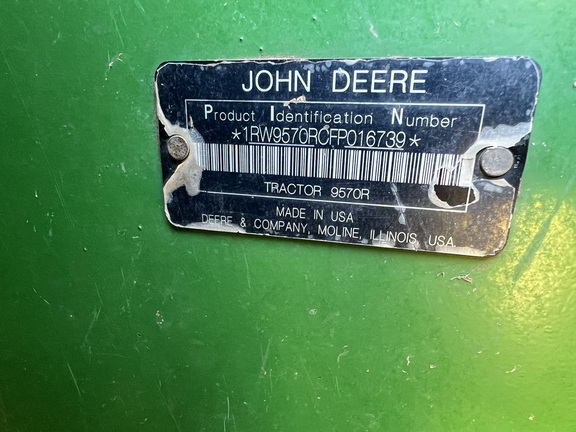 JOHN DEERE
Product Identification Number
*1RW9570RCFP016739*
TRACTOR 9570R
MADE IN USA
DEERE & COMPANY, MOLINE, ILLINOIS, USA